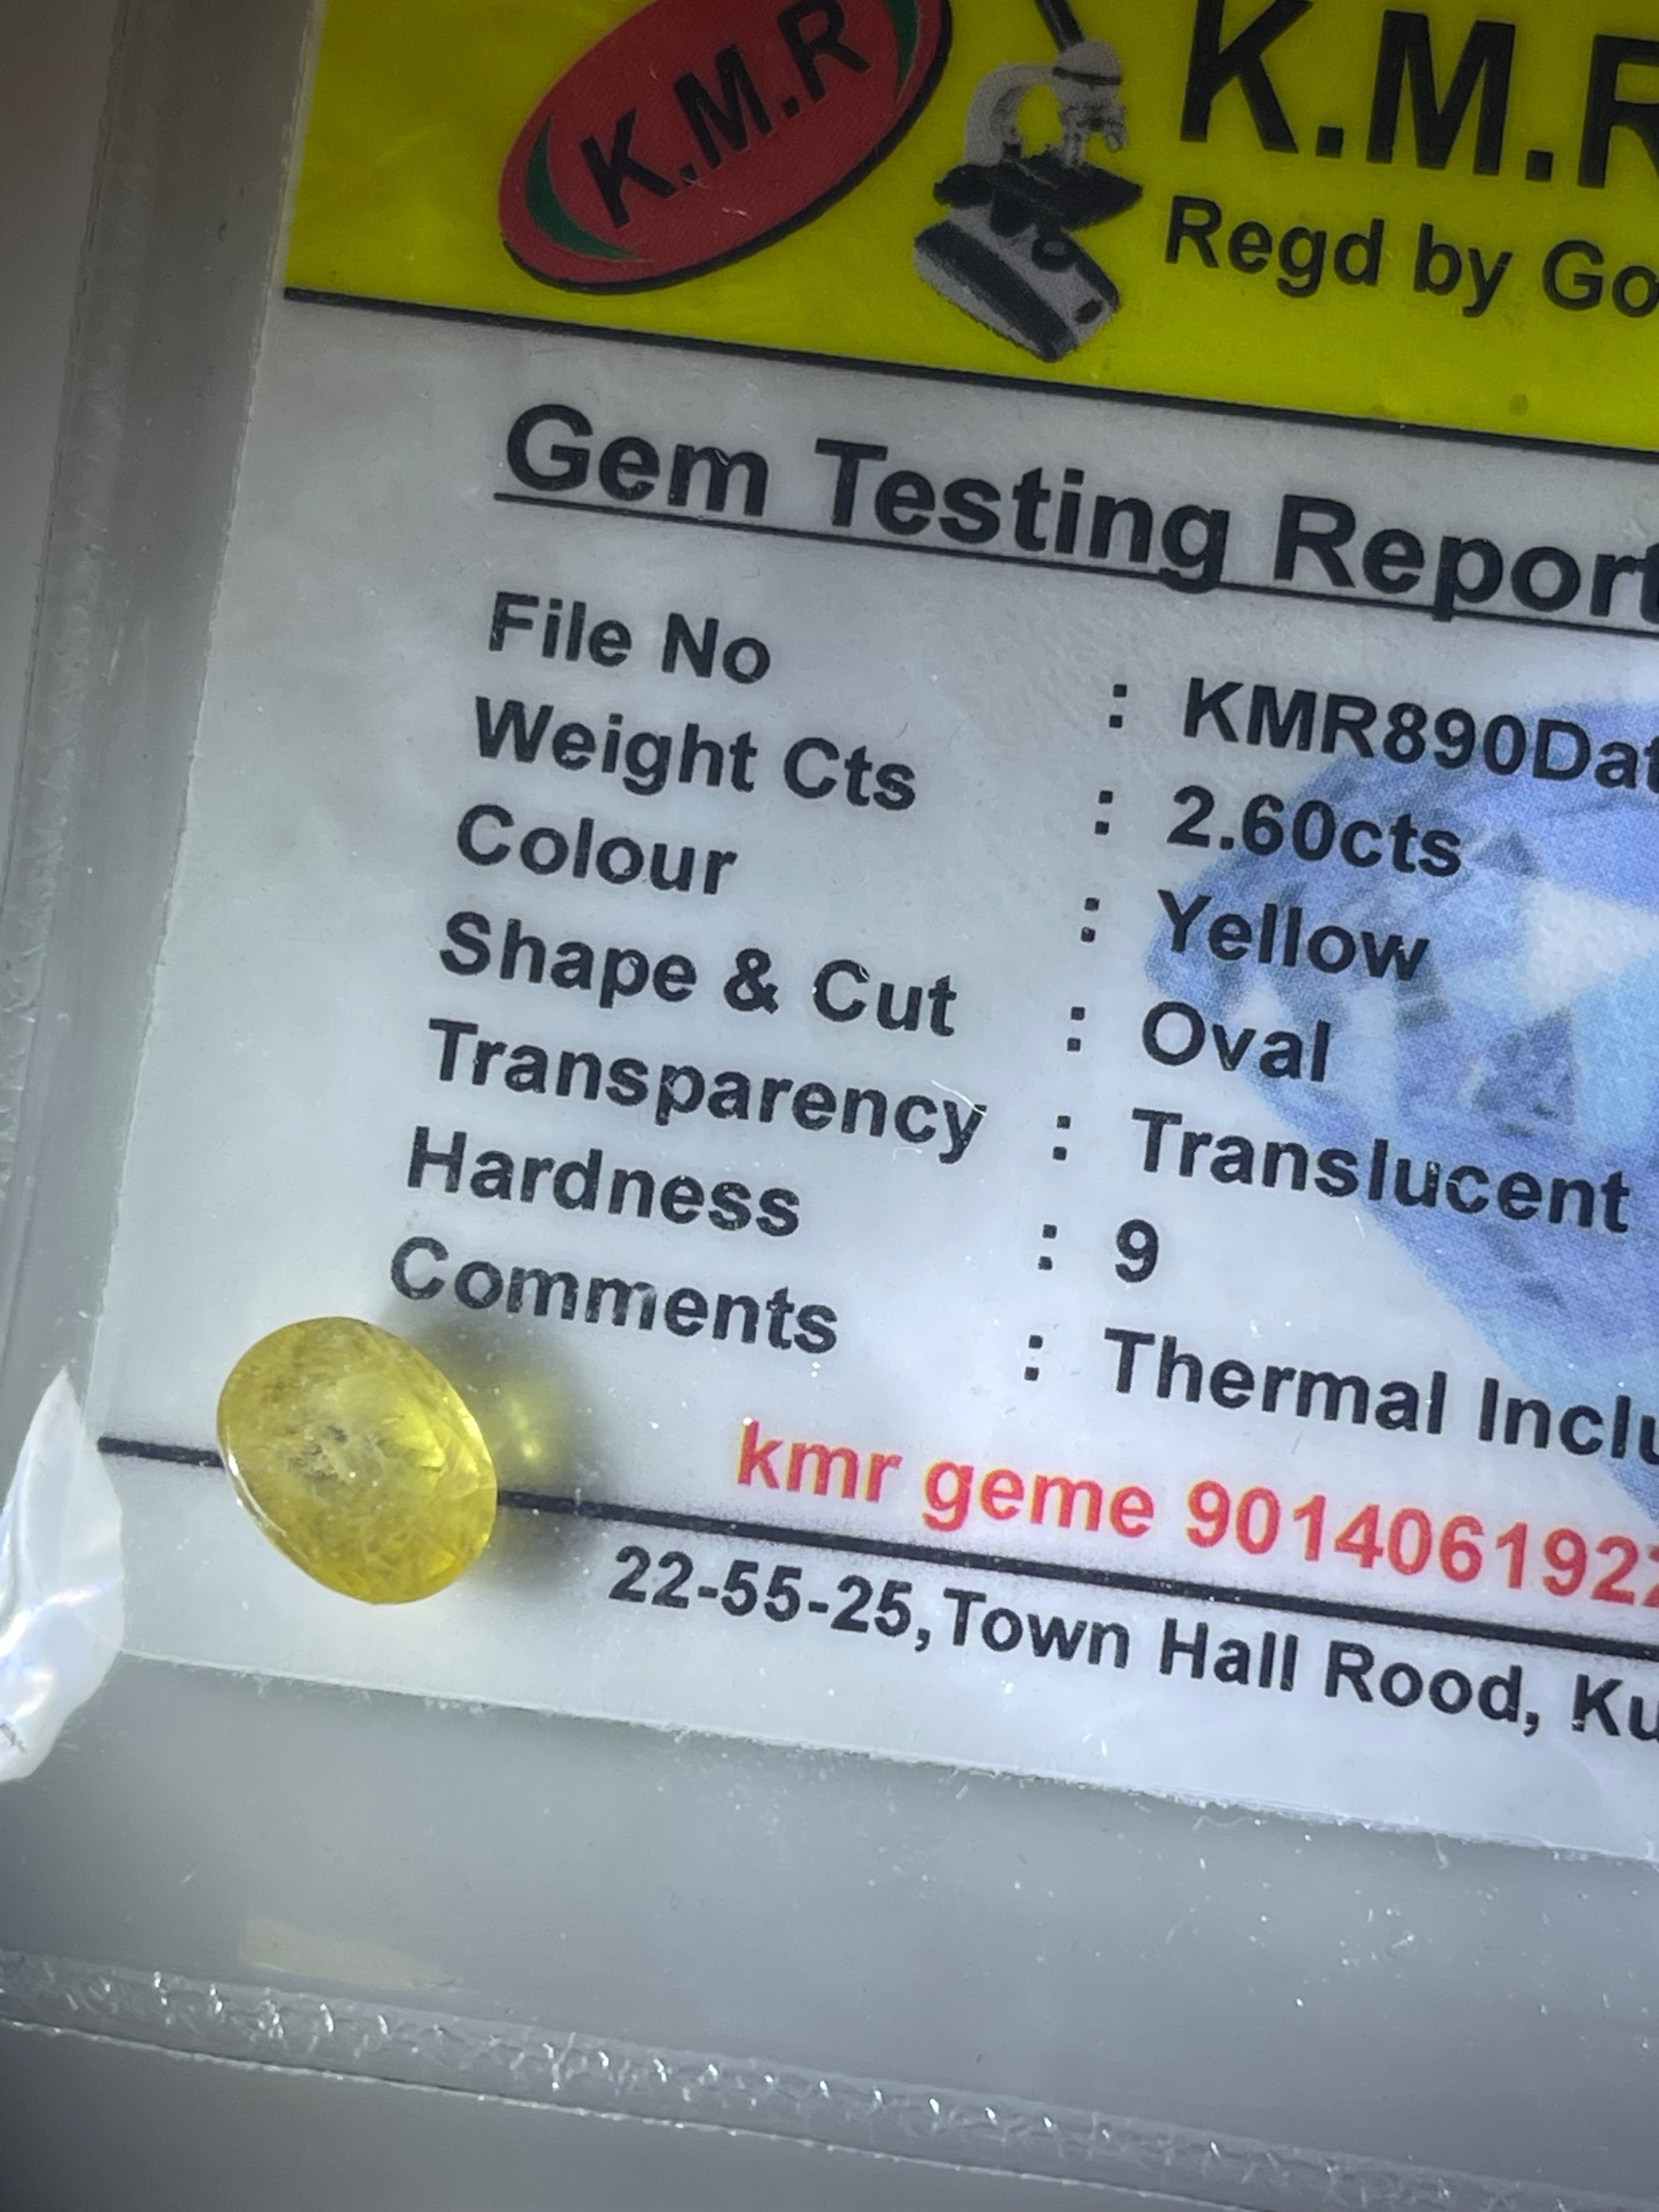 K.M.R
K.M.R
Regd by Go
Gem Testing Report
File No : KMR890Dat
Weight Cts : 2.60cts
Colour : Yellow
Shape & Cut : Oval
Transparency : Translucent
Hardness : 9
Comments : Thermal Inclu
kmr geme 901406192
22-55-25,Town Hall Rood, Ku